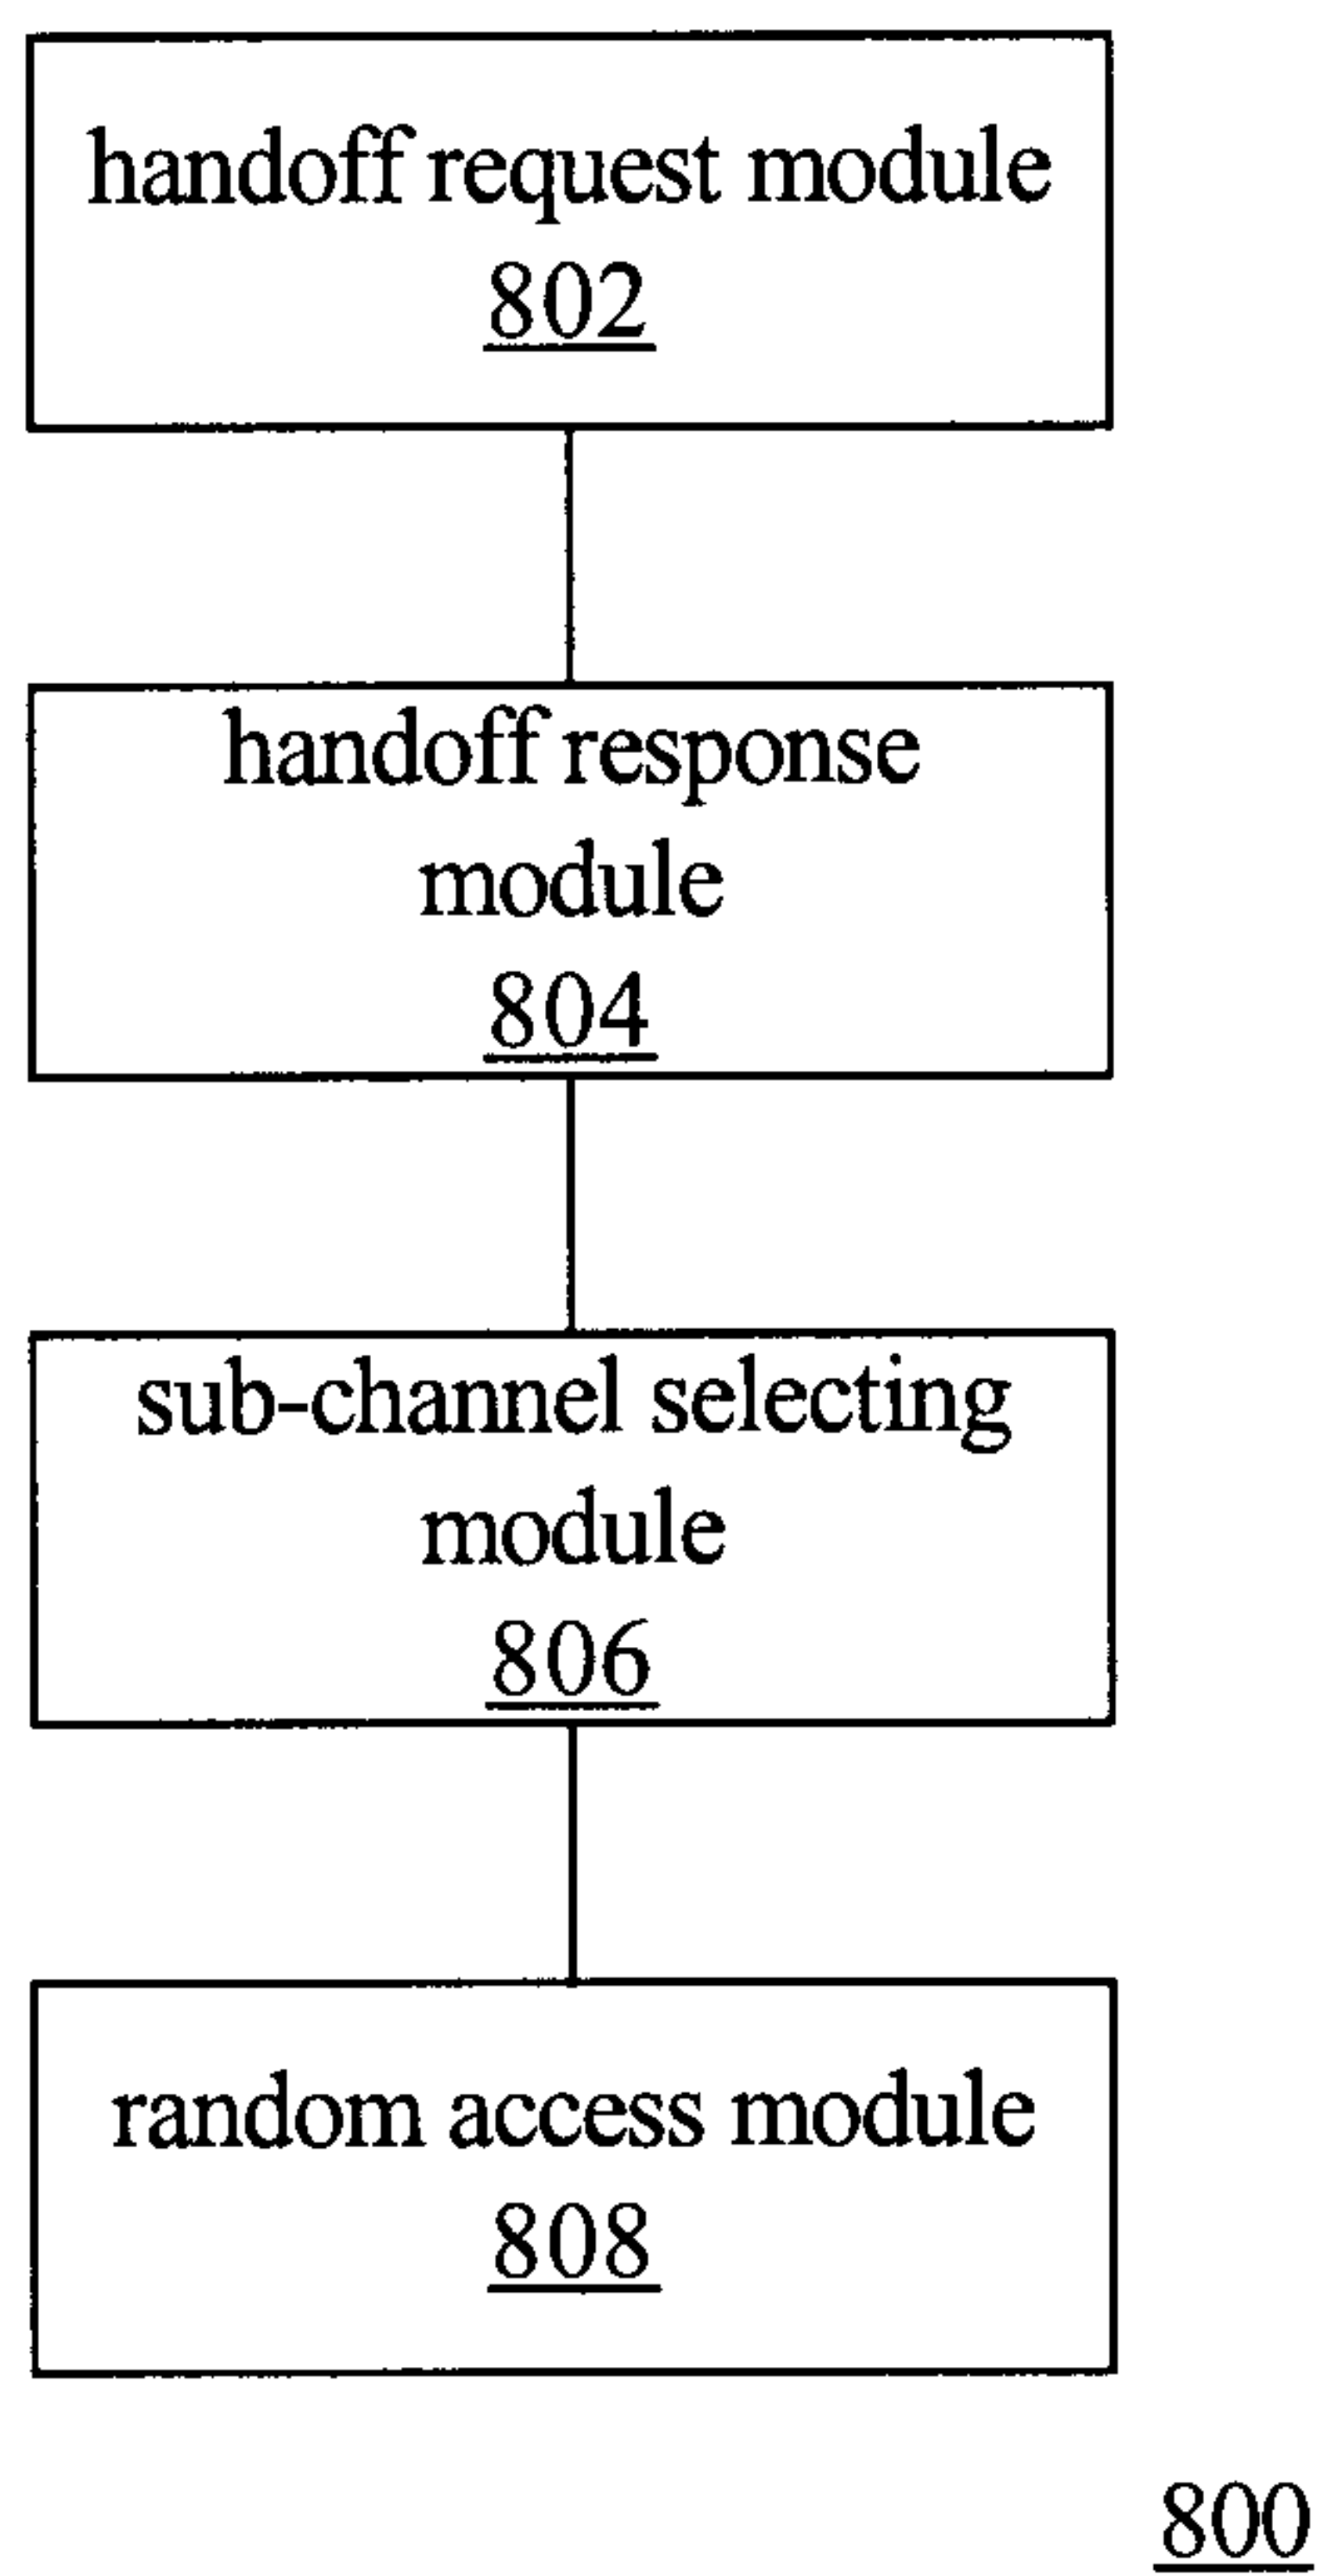 handoff request module
802
handoff response
module
804
sub-channel selecting
module
806
random access module
808
800